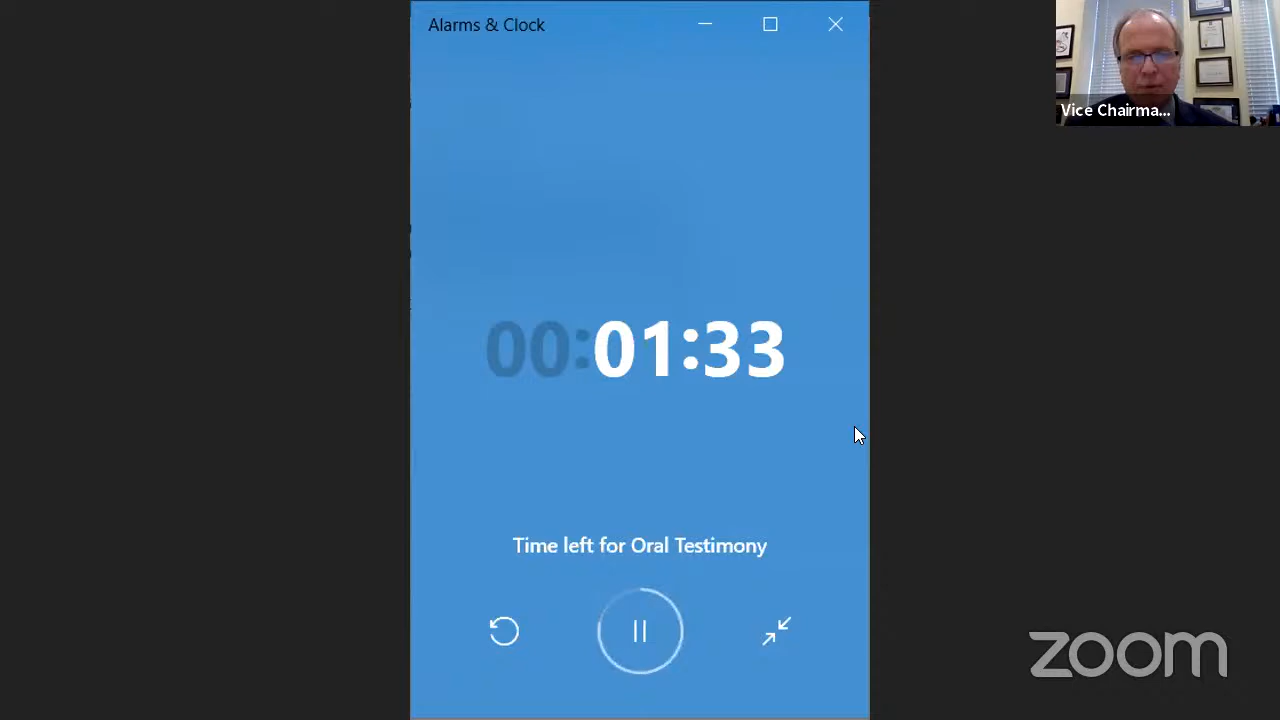 Alarms & Clock
Vice Chairma...
00:01:33
Time left for Oral Testimony
zoom